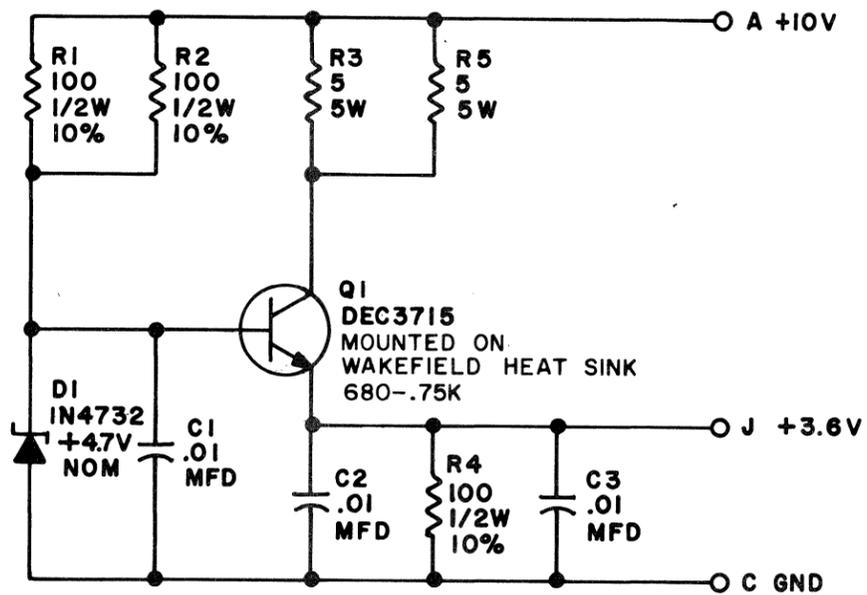 A +10V
R1
100
1/2W
10%
R2
100
1/2W
10%
R3
5
5W
R5
5
5W
Q1
DEC3715
MOUNTED ON
WAKEFIELD HEAT SINK
680-.75K
D1
IN4732
+4.7V
NOM
C1
.01
MFD
J +3.6V
C2
.01
MFD
R4
100
1/2W
10%
C3
.01
MFD
C GND